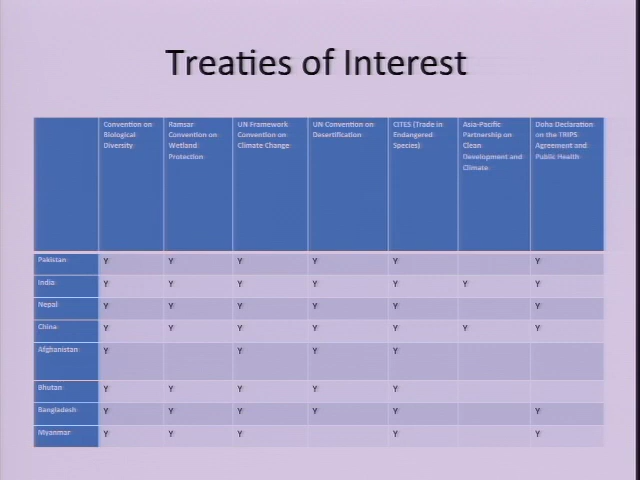 Treaties of Interest
Convention on
Biological
Diversity
Ramsar
Convention on
Wetland
Protection
UN Framework
Convention on
Climate Change
UN Convention on
Desertification
CITES (Trade in
Endangered
Species)
Asia-Pacific
Partnership on
Clean
Development and
Climate
Doha Declaration
on the TRIPS
Agreement and
Public Health
Pakistan Y Y Y Y Y Y
India Y Y Y Y Y Y Y
Nepal Y Y Y Y Y Y
China Y Y Y Y Y Y Y
Afghanistan Y Y Y Y
Bhutan Y Y Y Y Y
Bangladesh Y Y Y Y Y Y
Myanmar Y Y Y Y Y